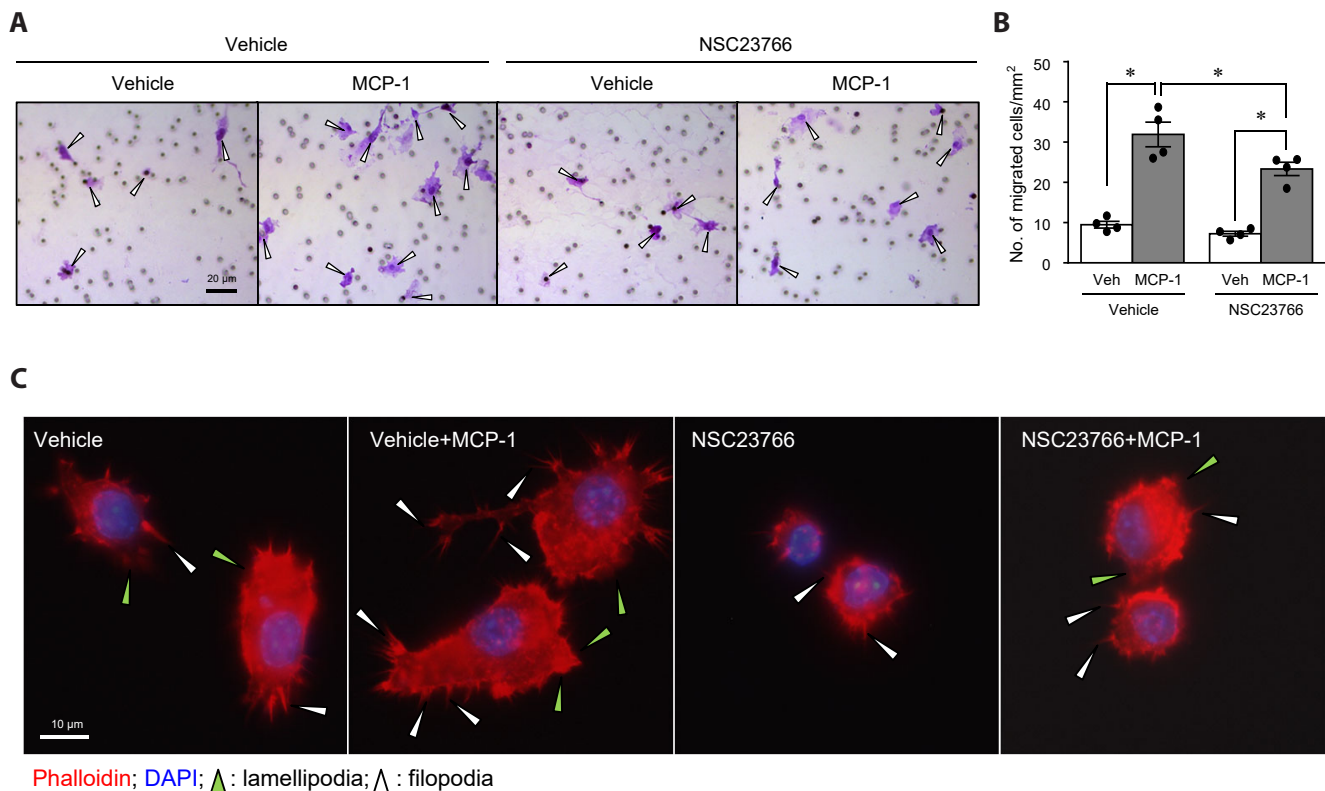 A
Vehicle NSC23766
Vehicle MCP-1 Vehicle MCP-1
20 µm
B
No. of migrated cells/mm²
50
40
30
20
10
0
* * *
Veh MCP-1 Veh MCP-1
Vehicle NSC23766
C
Vehicle Vehicle+MCP-1 NSC23766 NSC23766+MCP-1
10 µm
Phalloidin; DAPI; : lamellipodia; : filopodia